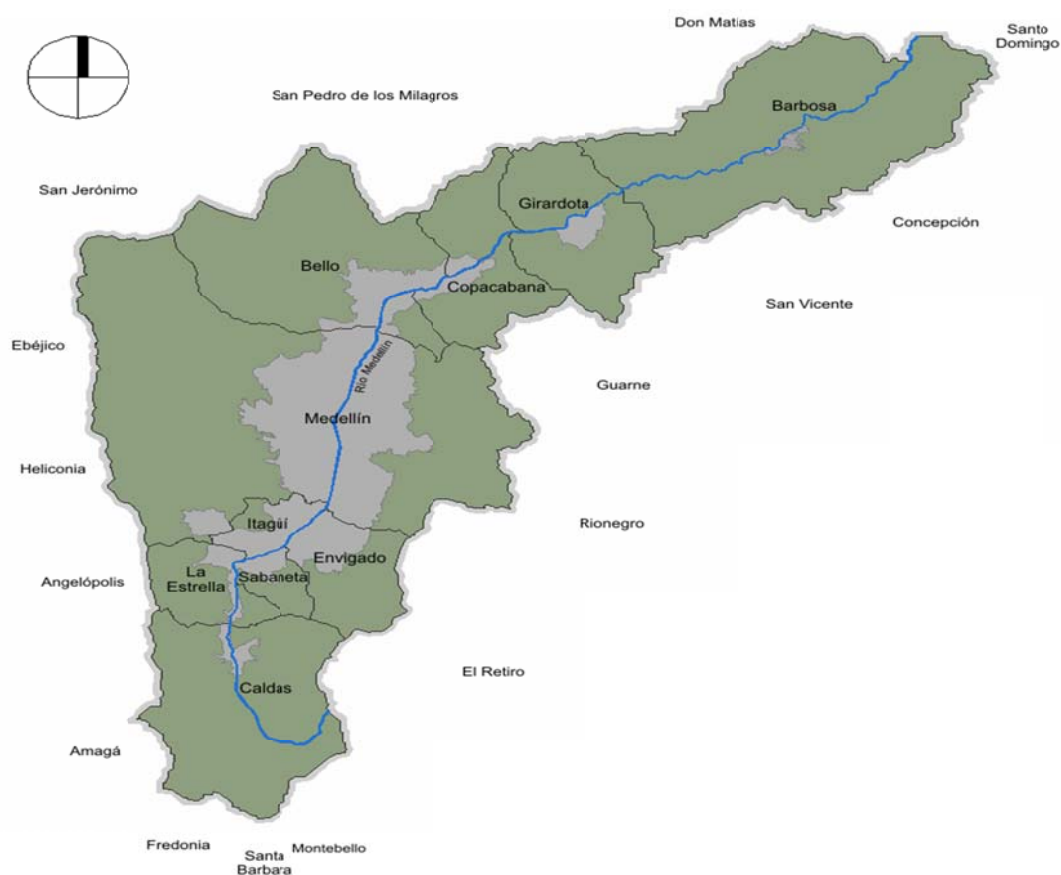 Don Matias
Santo
Domingo
San Pedro de los Milagros
Barbosa
San Jerónimo
Girardota
Concepción
Bello
Copacabana
San Vicente
Ebéjico
Río Medellín
Guarne
Medellín
Heliconia
Itagüí
Rionegro
Envigado
La
Estrella
Sabaneta
Angelópolis
El Retiro
Caldas
Amagá
Fredonia
Santa
Barbara
Montebello